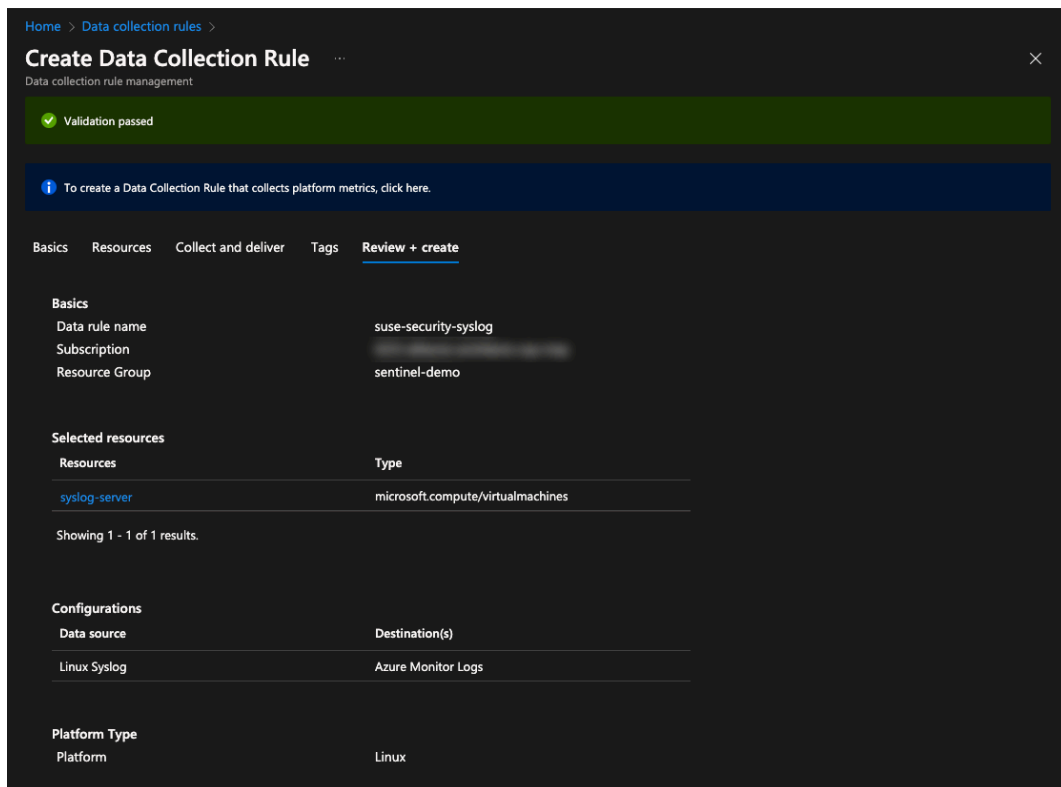 Home > Data collection rules >
Create Data Collection Rule ...
Data collection rule management
Validation passed
To create a Data Collection Rule that collects platform metrics, click here.
Basics Resources Collect and deliver Tags Review + create
Basics
Data rule name suse-security-syslog
Subscription
Resource Group sentinel-demo
Selected resources
Resources Type
syslog-server microsoft.compute/virtualmachines
Showing 1 - 1 of 1 results.
Configurations
Data source Destination(s)
Linux Syslog Azure Monitor Logs
Platform Type
Platform Linux